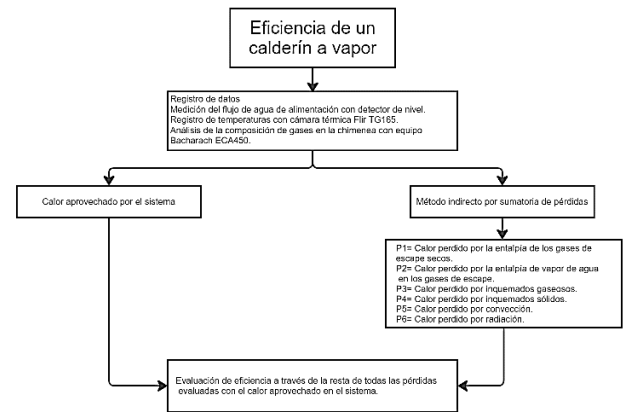 Eficiencia de un
calderín a vapor
Registro de datos
Medición del flujo de agua de alimentación con detector de nivel.
Registro de temperaturas con cámara térmica Flir TG165.
Análisis de la composición de gases en la chimenea con equipo
Bacharach ECA450.
Calor aprovechado por el sistema
Método indirecto por sumatoria de pérdidas
P1= Calor perdido por la entalpía de los gases de
escape secos.
P2= Calor perdido por la entalpía de vapor de agua
en los gases de escape.
P3= Calor perdido por inquemados gaseosos.
P4= Calor perdido por inquemados sólidos.
P5= Calor perdido por convección.
P6= Calor perdido por radiación.
Evaluación de eficiencia a través de la resta de todas las pérdidas
evaluadas con el calor aprovechado en el sistema.